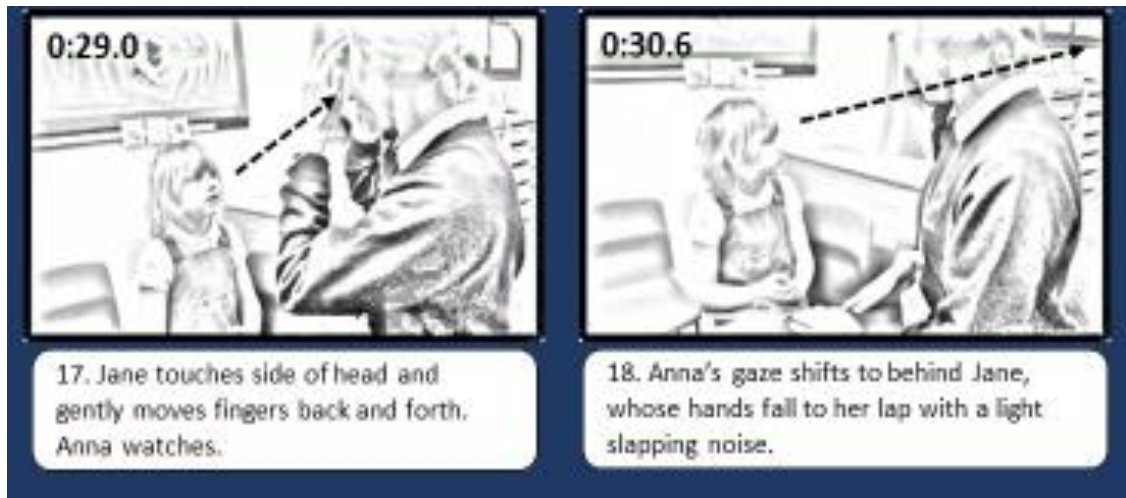 0:29.0
17. Jane touches side of head and
gently moves fingers back and forth.
Anna watches.
0:30.6
18. Anna's gaze shifts to behind Jane,
whose hands fall to her lap with a light
slapping noise.